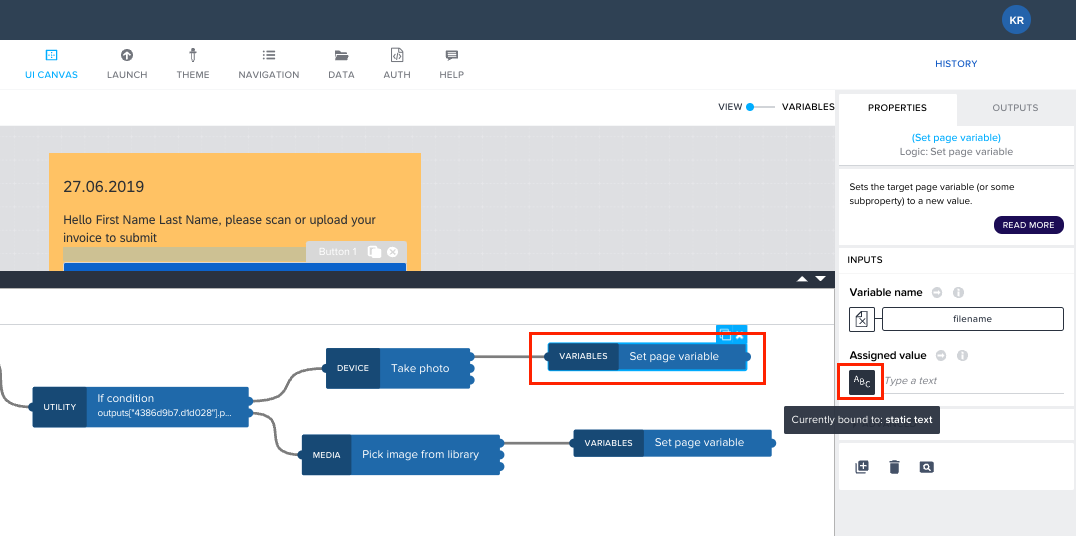 KR
UI CANVAS
LAUNCH
THEME
NAVIGATION
DATA
AUTH
HELP
HISTORY
VIEW
VARIABLES
PROPERTIES
OUTPUTS
(Set page variable)
Logic: Set page variable
Sets the target page variable (or some
subproperty) to a new value.
READ MORE
INPUTS
Variable name
filename
Assigned value
ABC
Type a text
Currently bound to: static text
27.06.2019
Hello First Name Last Name, please scan or upload your
invoice to submit
Button 1
VARIABLES
Set page variable
DEVICE
Take photo
UTILITY
If condition
outputs["4386d9b7.d1d028"].p...
MEDIA
Pick image from library
VARIABLES
Set page variable